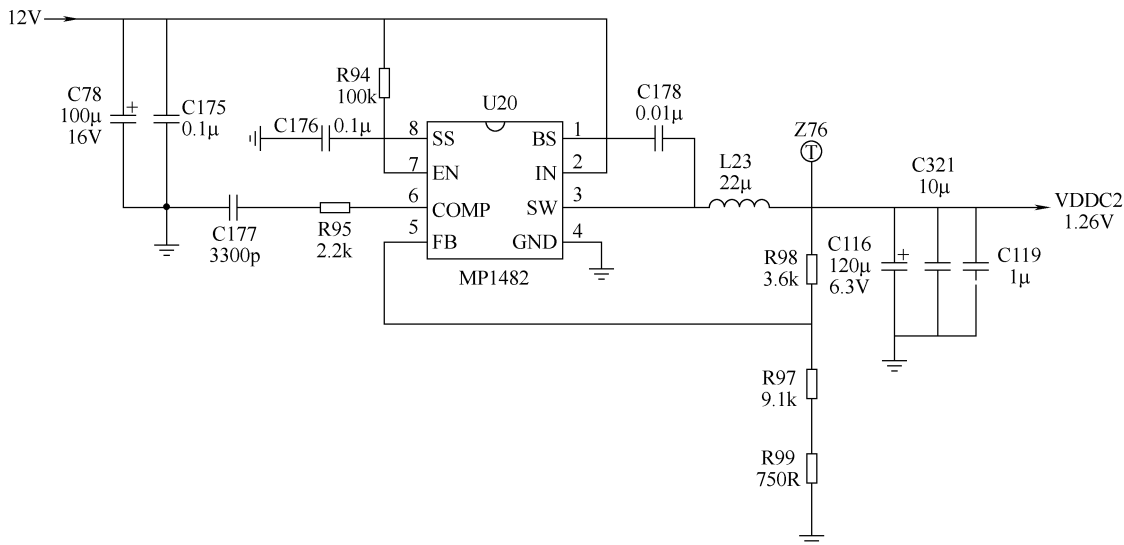 12V
C78
100μ
16V
+
C175
0.1μ
R94
100k
C176
0.1μ
U20
8
SS
7
EN
6
COMP
5
FB
BS
1
IN
2
SW
3
GND
4
MP1482
C177
3300p
R95
2.2k
C178
0.01μ
L23
22μ
Z76
T
C321
10μ
VDDC2
1.26V
R98
3.6k
C116
120μ
6.3V
+
C119
1μ
R97
9.1k
R99
750R